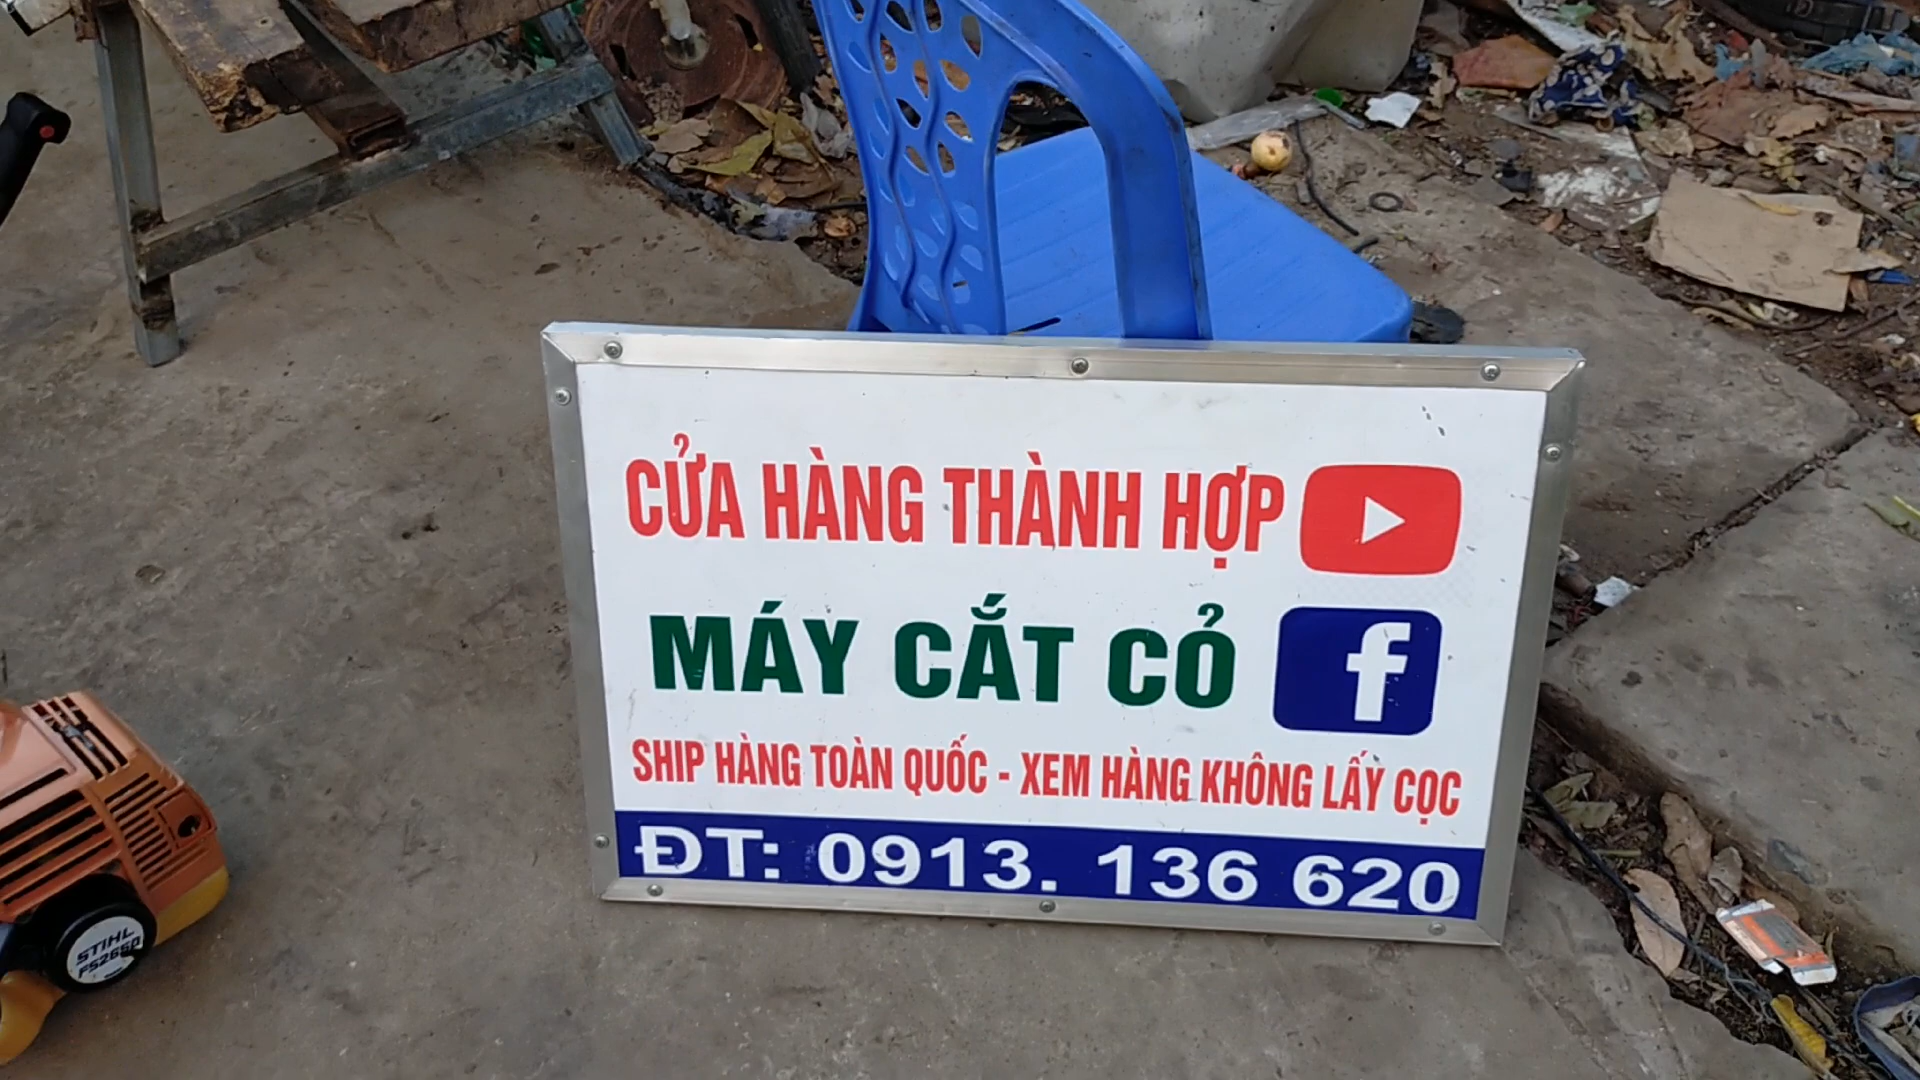 CỬA HÀNG THÀNH HỢP
MÁY CẮT CỎ
f
SHIP HÀNG TOÀN QUỐC - XEM HÀNG KHÔNG LẤY CỌC
ĐT: 0913. 136 620
STIHL